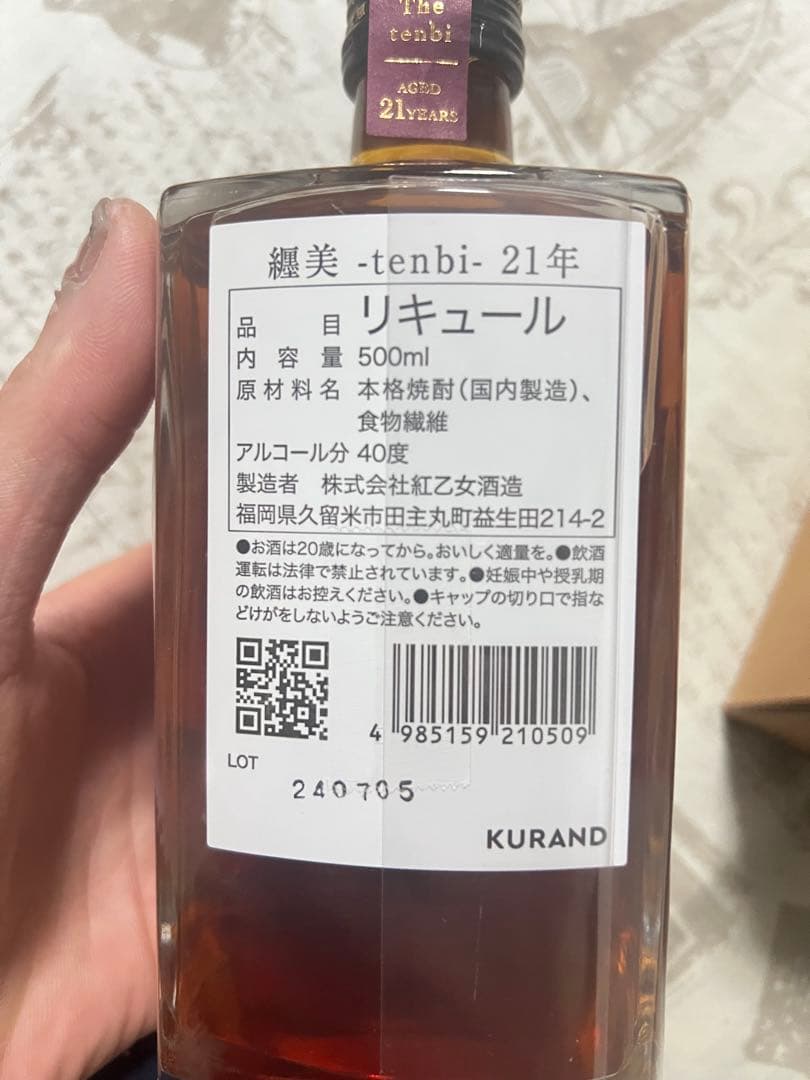 The
tenbi
AGED
21YEARS
纏美 -tenbi- 21年
品目 リキュール
内容量 500ml
原材料名 本格焼酎(国内製造)、
食物繊維
アルコール分 40度
製造者 株式会社紅乙女酒造
福岡県久留米市田主丸町益生田214-2
●お酒は20歳になってから。おいしく適量を。●飲酒
運転は法律で禁止されています。●妊娠中や授乳期
の飲酒はお控えください。●キャップの切り口で指な
どけがをしないようご注意ください。
4 985159 210509
LOT
240705
KURAND